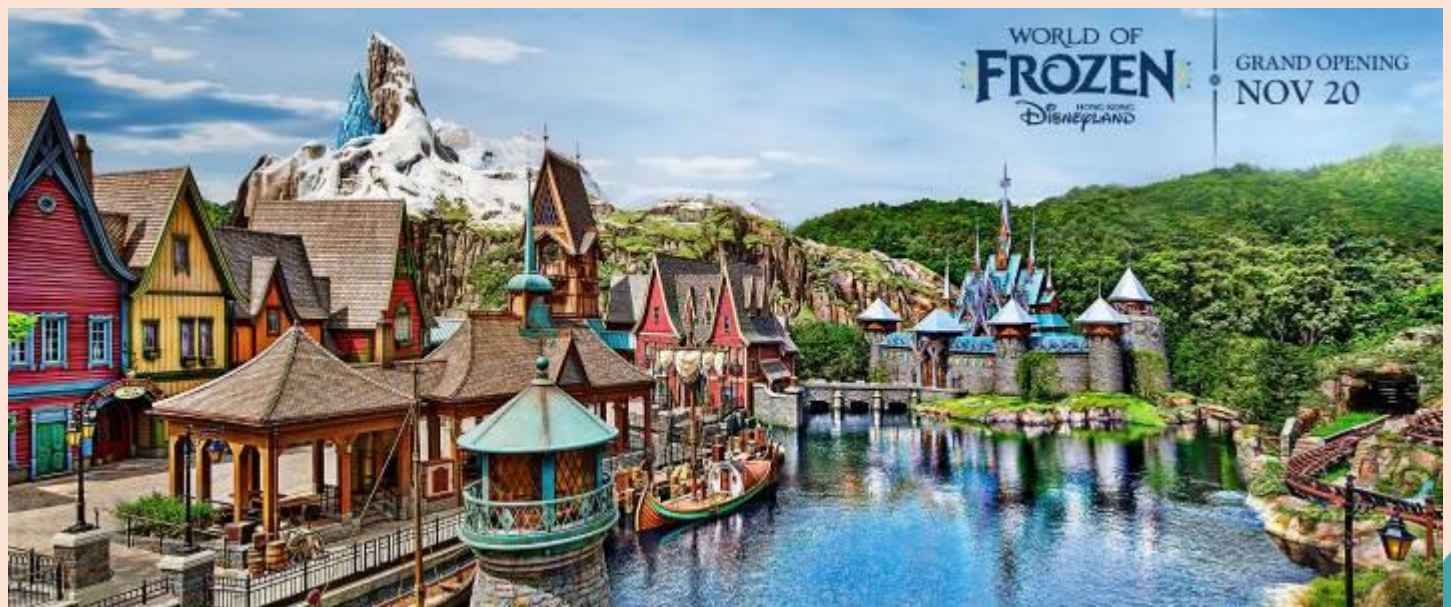 WORLD OF
FROZEN
HONG KONG
DISNEYLAND
GRAND OPENING
NOV 20